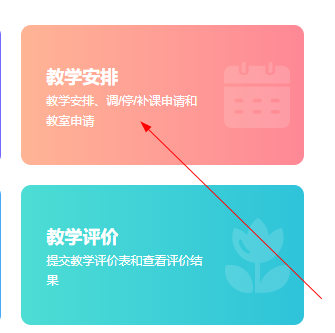 教学安排
教学安排、调/停/补课申请和
教室申请
教学评价
提交教学评价表和查看评价结
果